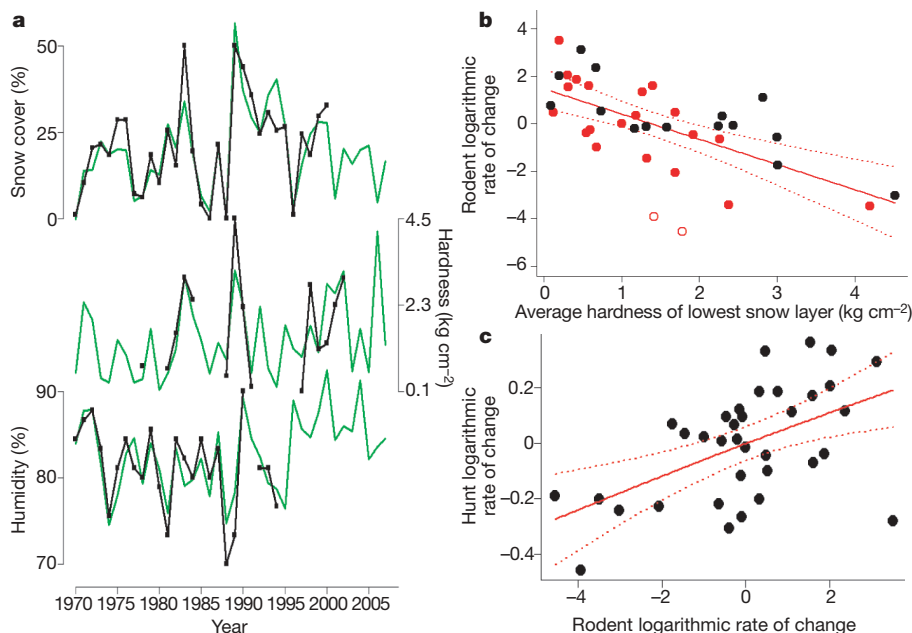 a
50
25
0
Snow cover (%)
4.5
2.3
0.1
Hardness (kg cm–2)
90
80
70
Humidity (%)
1970 1975 1980 1985 1990 1995 2000 2005
Year
b
4
2
0
−2
−4
−6
Rodent logarithmic
rate of change
0 1 2 3 4
Average hardness of lowest snow layer (kg cm–2)
c
0.2
0
−0.2
−0.4
Hunt logarithmic
rate of change
−4 −2 0 2
Rodent logarithmic rate of change